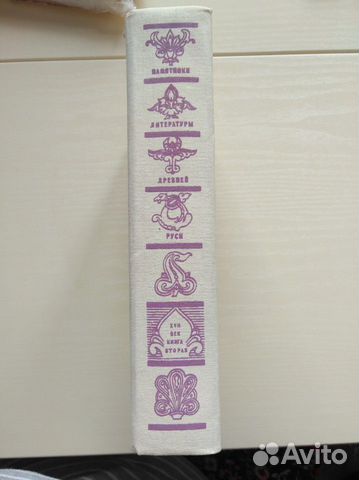 ПАМЯТНИКИ
ЛИТЕРАТУРЫ
ДРЕВНЕЙ
РУСИ
XVII
ВЕК
КНИГА
ВТОРАЯ
Avito